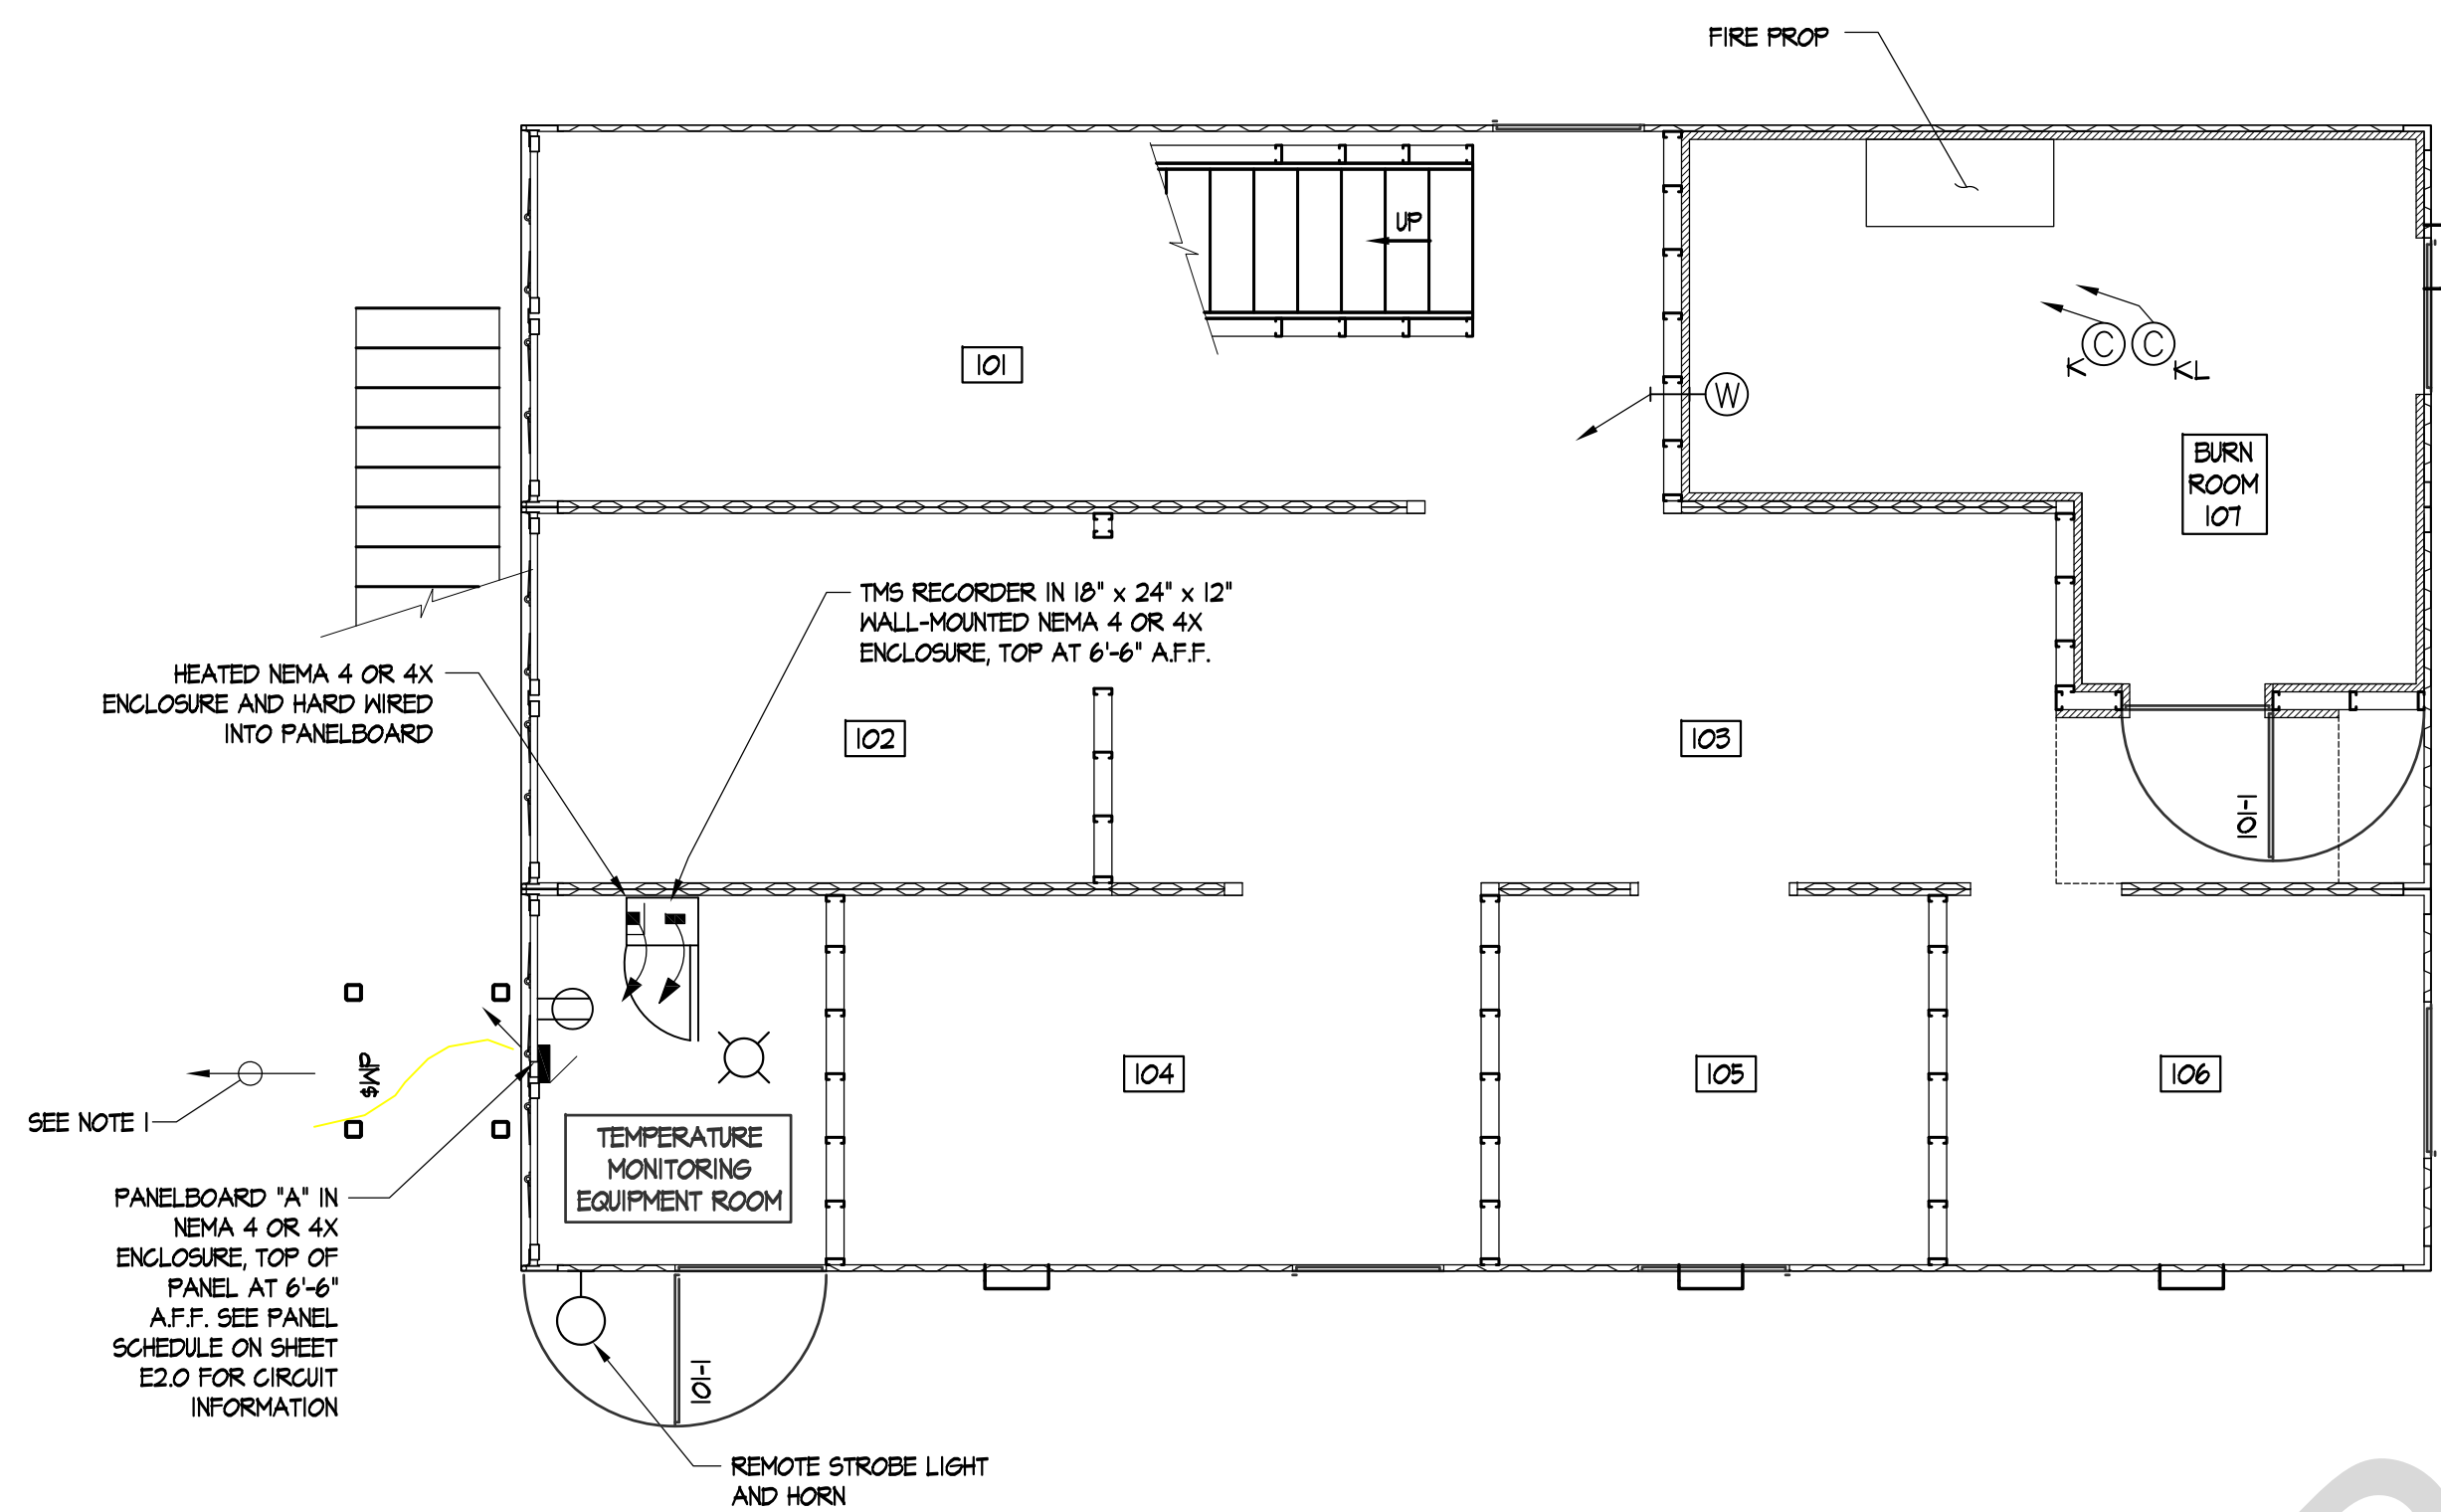 FIRE PROP
UP
101
W
C
C
K
KL
BURN
ROOM
107
TMS RECORDER IN 18" x 24" x 12"
WALL-MOUNTED NEMA 4 OR 4X
ENCLOSURE, TOP AT 6'-6" A.F.F.
HEATED NEMA 4 OR 4X
ENCLOSURE AND HARD WIRED
INTO PANELBOARD
102
103
101-1
104
105
106
$MP
SEE NOTE 1
TEMPERATURE
MONITORING
EQUIPMENT ROOM
PANELBOARD "A" IN
NEMA 4 OR 4X
ENCLOSURE, TOP OF
PANEL AT 6'-6"
A.F.F. SEE PANEL
SCHEDULE ON SHEET
E2.0 FOR CIRCUIT
INFORMATION
101-1
REMOTE STROBE LIGHT
AND HORN